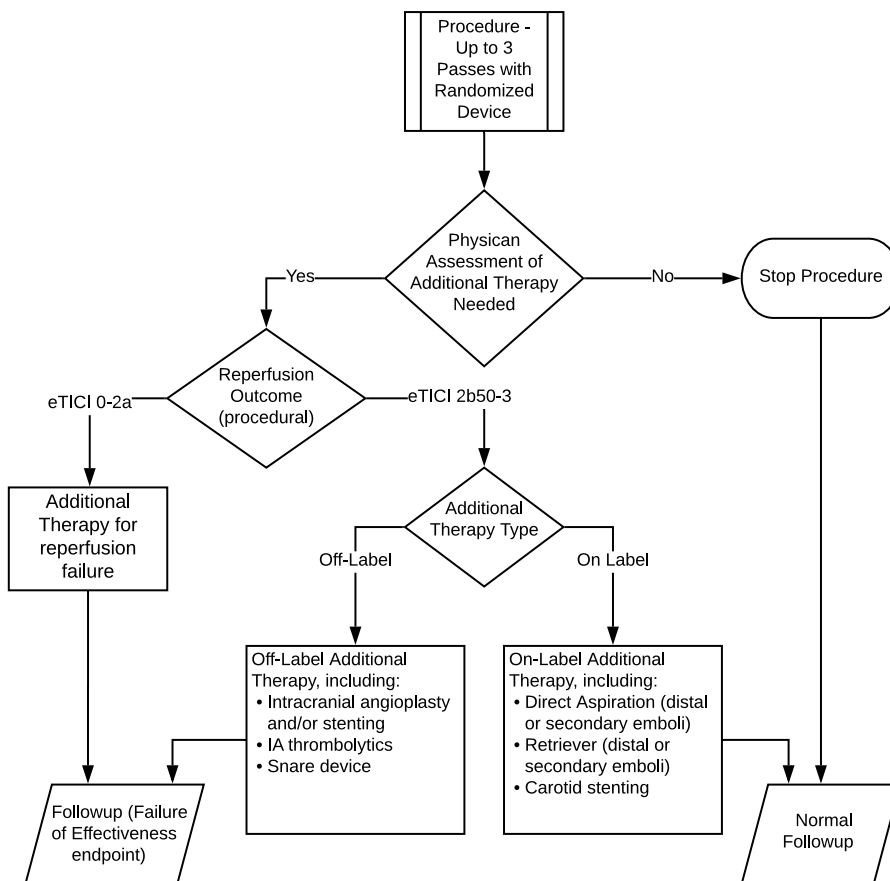 Procedure -
Up to 3
Passes with
Randomized
Device
Physican
Assessment of
Additional Therapy
Needed
Yes
No
Stop Procedure
Reperfusion
Outcome
(procedural)
eTICI 0-2a
eTICI 2b50-3
Additional
Therapy for
reperfusion
failure
Additional
Therapy Type
Off-Label
On Label
Off-Label Additional
Therapy, including:
• Intracranial angioplasty
and/or stenting
• IA thrombolytics
• Snare device
On-Label Additional
Therapy, including:
• Direct Aspiration (distal
or secondary emboli)
• Retriever (distal or
secondary emboli)
• Carotid stenting
Followup (Failure
of Effectiveness
endpoint)
Normal
Followup